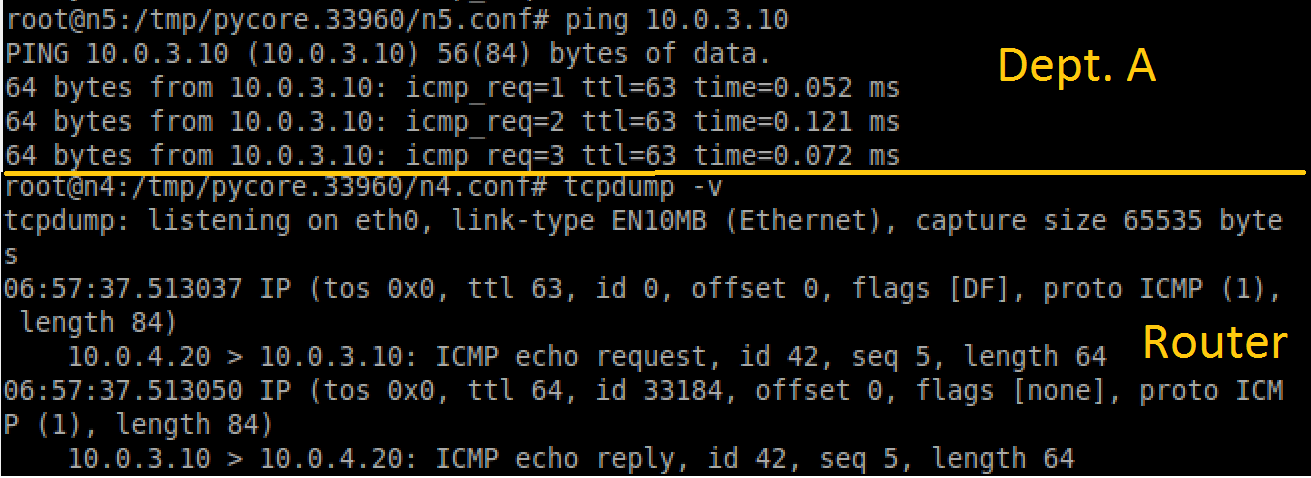 root@n5:/tmp/pycore.33960/n5.conf# ping 10.0.3.10
PING 10.0.3.10 (10.0.3.10) 56(84) bytes of data.
Dept. A
64 bytes from 10.0.3.10: icmp_req=1 ttl=63 time=0.052 ms
64 bytes from 10.0.3.10: icmp_req=2 ttl=63 time=0.121 ms
64 bytes from 10.0.3.10: icmp_req=3 ttl=63 time=0.072 ms
root@n4:/tmp/pycore.33960/n4.conf# tcpdump -v
tcpdump: listening on eth0, link-type EN10MB (Ethernet), capture size 65535 byte
s
06:57:37.513037 IP (tos 0x0, ttl 63, id 0, offset 0, flags [DF], proto ICMP (1),
 length 84)
    10.0.4.20 > 10.0.3.10: ICMP echo request, id 42, seq 5, length 64
Router
06:57:37.513050 IP (tos 0x0, ttl 64, id 33184, offset 0, flags [none], proto ICM
P (1), length 84)
    10.0.3.10 > 10.0.4.20: ICMP echo reply, id 42, seq 5, length 64